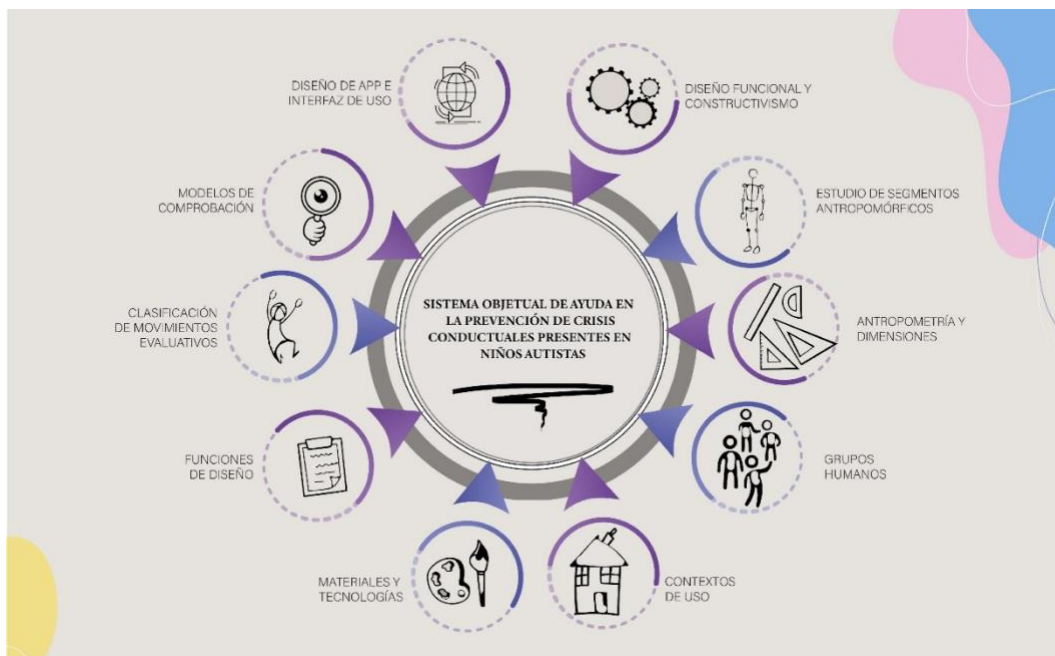 DISEÑO DE APP E
INTERFAZ DE USO
DISEÑO FUNCIONAL Y
CONSTRUCTIVISMO
MODELOS DE
COMPROBACIÓN
ESTUDIO DE SEGMENTOS
ANTROPOMÓRFICOS
CLASIFICACIÓN
DE MOVIMIENTOS
EVALUATIVOS
SISTEMA OBJETUAL DE AYUDA EN
LA PREVENCIÓN DE CRISIS
CONDUCTUALES PRESENTES EN
NIÑOS AUTISTAS
ANTROPOMETRÍA Y
DIMENSIONES
FUNCIONES
DE DISEÑO
GRUPOS
HUMANOS
MATERIALES Y
TECNOLOGÍAS
CONTEXTOS
DE USO